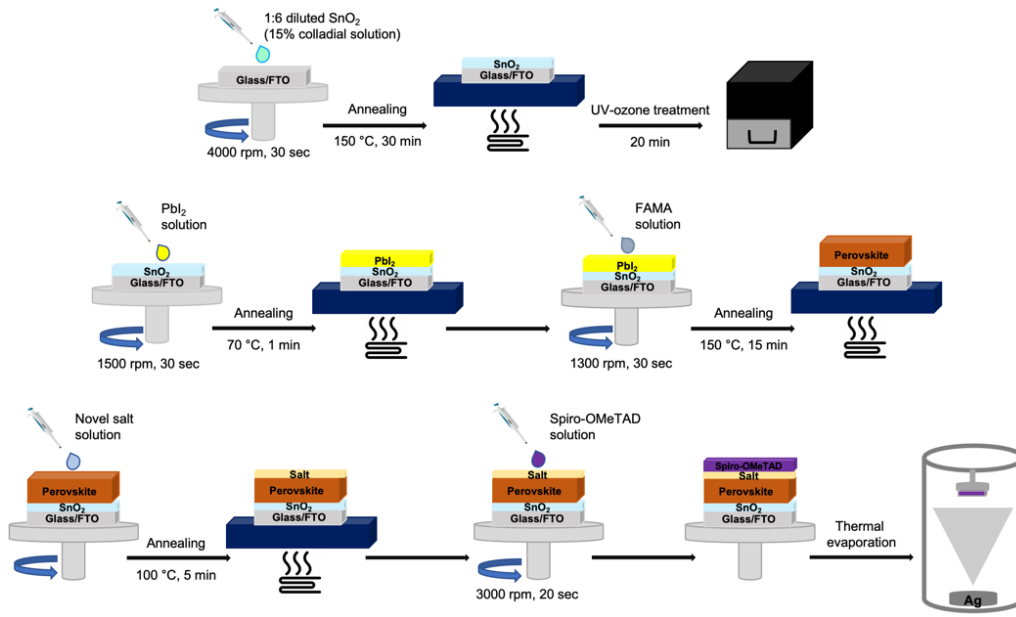 1:6 diluted SnO₂
(15% colladial solution)
Glass/FTO
4000 rpm, 30 sec
Annealing
150 °C, 30 min
SnO₂
Glass/FTO
UV-ozone treatment
20 min
PbI₂
solution
SnO₂
Glass/FTO
1500 rpm, 30 sec
Annealing
70 °C, 1 min
PbI₂
SnO₂
Glass/FTO
FAMA
solution
PbI₂
SnO₂
Glass/FTO
1300 rpm, 30 sec
Annealing
150 °C, 15 min
Perovskite
SnO₂
Glass/FTO
Novel salt
solution
Perovskite
SnO₂
Glass/FTO
Annealing
100 °C, 5 min
Salt
Perovskite
SnO₂
Glass/FTO
Spiro-OMeTAD
solution
Salt
Perovskite
SnO₂
Glass/FTO
3000 rpm, 20 sec
Spiro-OMeTAD
Salt
Perovskite
SnO₂
Glass/FTO
Thermal
evaporation
Ag